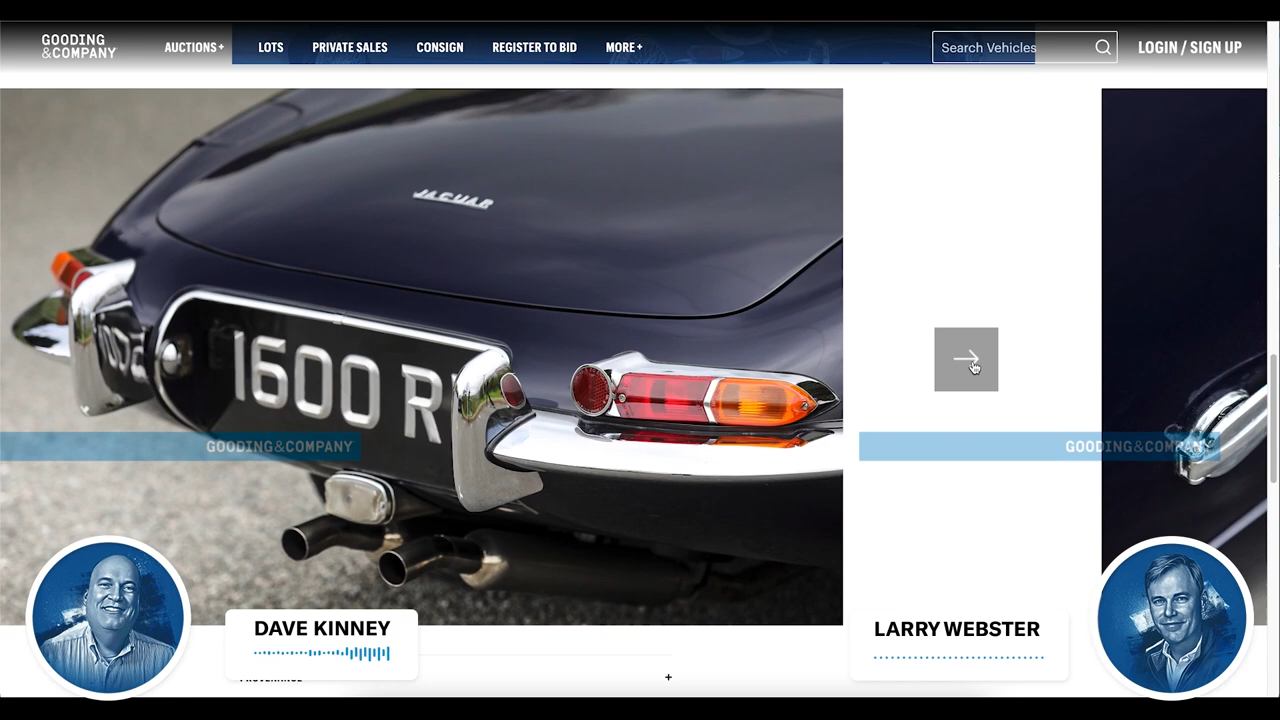 GOODING
&COMPANY
AUCTIONS+
LOTS
PRIVATE SALES
CONSIGN
REGISTER TO BID
MORE+
Search Vehicles
LOGIN / SIGN UP
JAGUAR
1600 R
GOODING&COMPANY
GOODING&COMPANY
DAVE KINNEY
LARRY WEBSTER
PROVENANCE
+